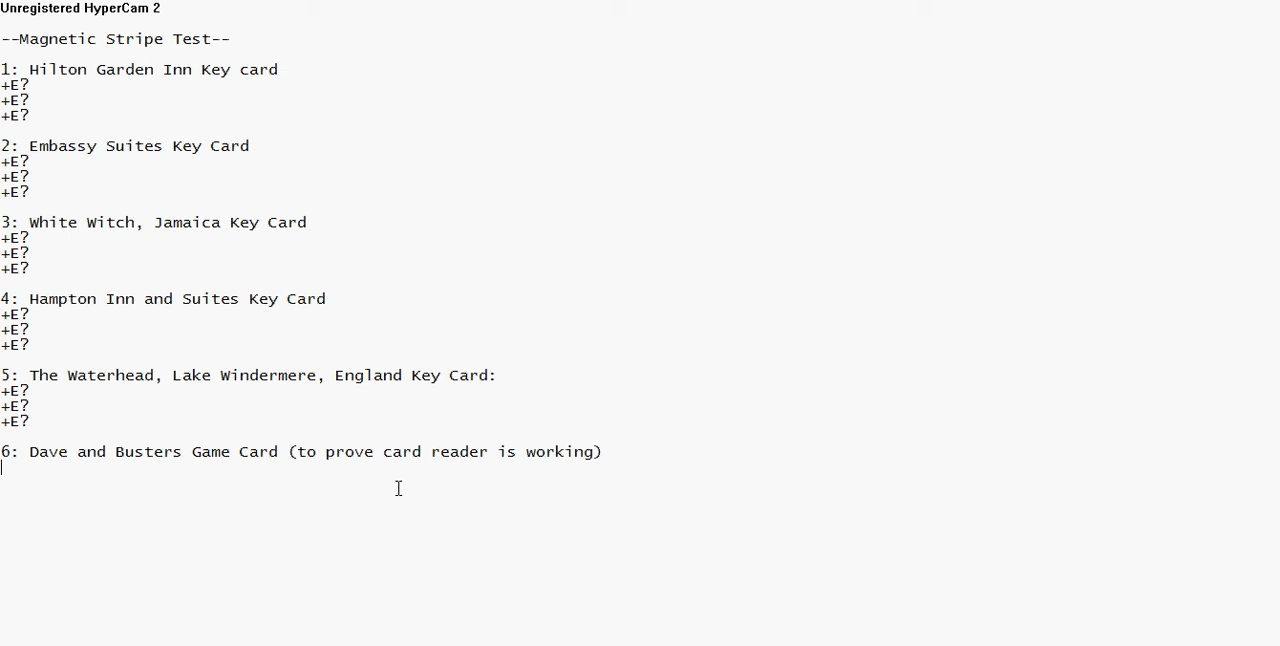 Unregistered HyperCam 2
--Magnetic Stripe Test--
1: Hilton Garden Inn Key card
+E?
+E?
+E?
2: Embassy Suites Key Card
+E?
+E?
+E?
3: White Witch, Jamaica Key Card
+E?
+E?
+E?
4: Hampton Inn and Suites Key Card
+E?
+E?
+E?
5: The Waterhead, Lake Windermere, England Key Card:
+E?
+E?
+E?
6: Dave and Busters Game Card (to prove card reader is working)